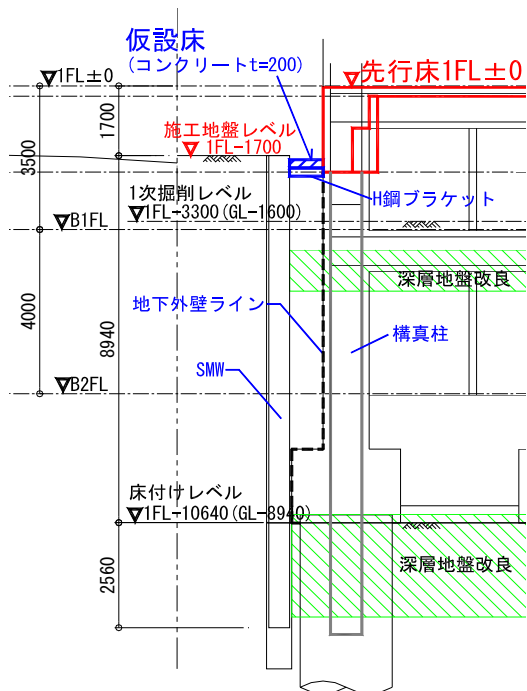 仮設床
(コンクリートt=200)
1FL±0
先行床1FL±0
1700
施工地盤レベル
1FL-1700
3500
1次掘削レベル
1FL-3300(GL-1600)
H鋼ブラケット
B1FL
深層地盤改良
4000
地下外壁ライン
8940
構真柱
SMW
B2FL
床付けレベル
1FL-10640(GL-8940)
深層地盤改良
2560